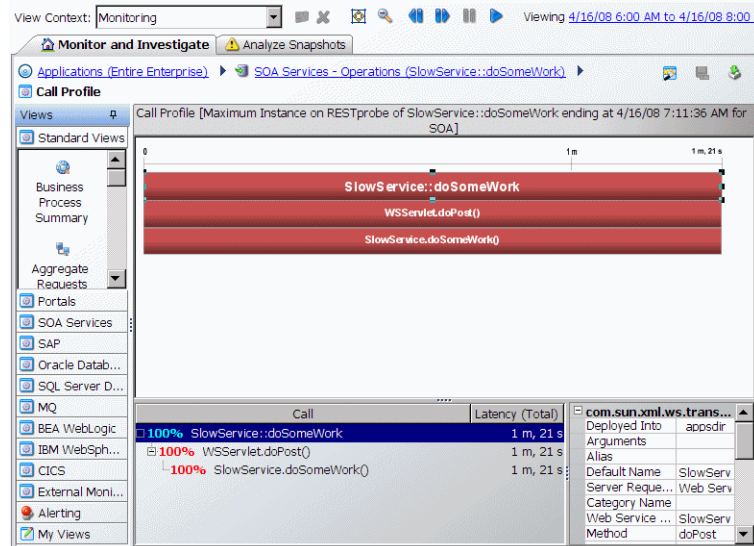 View Context: Monitoring
Viewing 4/16/08 6:00 AM to 4/16/08 8:00
Monitor and Investigate
Analyze Snapshots
Applications (Entire Enterprise)
SOA Services - Operations (SlowService::doSomeWork)
Call Profile
Views
Standard Views
Business
Process
Summary
Aggregate
Requests
Portals
SOA Services
SAP
Oracle Datab...
SQL Server D...
MQ
BEA WebLogic
IBM WebSph...
CICS
External Moni...
Alerting
My Views
Call Profile [Maximum Instance on RESTprobe of SlowService::doSomeWork ending at 4/16/08 7:11:36 AM for
SOA]
0
1 m
1 m, 21 s
SlowService::doSomeWork
WSServlet.doPost()
SlowService.doSomeWork()
Call
Latency (Total)
100% SlowService::doSomeWork 1 m, 21 s
100% WSServlet.doPost() 1 m, 21 s
100% SlowService.doSomeWork() 1 m, 21 s
com.sun.xml.ws.trans...
Deployed Into appsdir
Arguments
Alias
Default Name SlowServ
Server Reque... Web Serv
Category Name
Web Service ... SlowServ
Method doPost